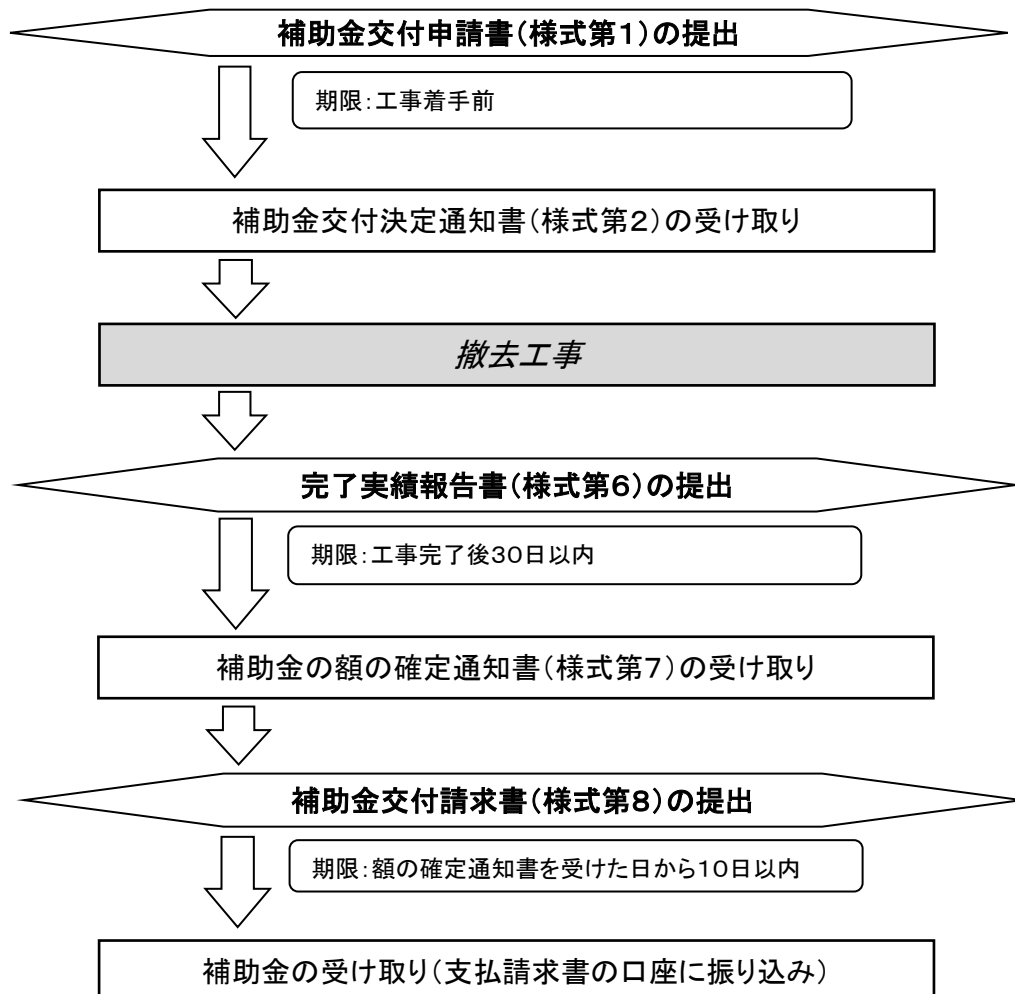 補助金交付申請書(様式第1)の提出
期限:工事着手前
補助金交付決定通知書(様式第2)の受け取り
撤去工事
完了実績報告書(様式第6)の提出
期限:工事完了後30日以内
補助金の額の確定通知書(様式第7)の受け取り
補助金交付請求書(様式第8)の提出
期限:額の確定通知書を受けた日から10日以内
補助金の受け取り(支払請求書の口座に振り込み)